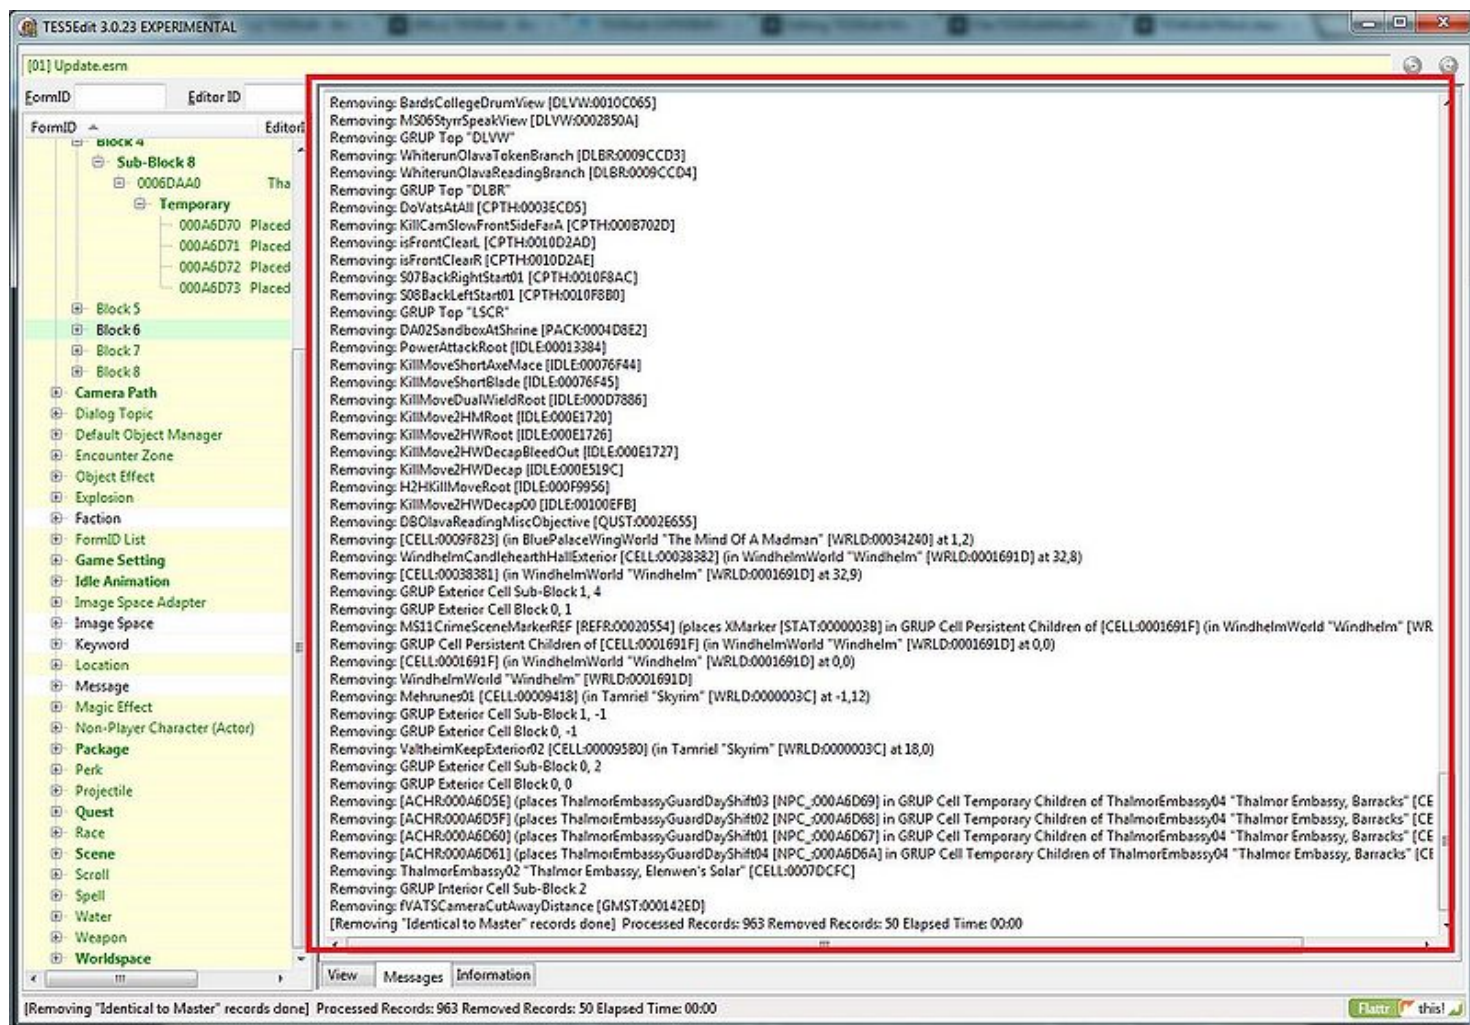 TES5Edit 3.0.23 EXPERIMENTAL
[01] Update.esm
FormID
Editor ID
FormID
Block 4
Sub-Block 8
0006DAA0 Tha
Temporary
000A6D70 Placed
000A6D71 Placed
000A6D72 Placed
000A6D73 Placed
Block 5
Block 6
Block 7
Block 8
Camera Path
Dialog Topic
Default Object Manager
Encounter Zone
Object Effect
Explosion
Faction
FormID List
Game Setting
Idle Animation
Image Space Adapter
Image Space
Keyword
Location
Message
Magic Effect
Non-Player Character (Actor)
Package
Perk
Projectile
Quest
Race
Scene
Scroll
Spell
Water
Weapon
Worldspace
Removing: BardsCollegeDrumView [DLVW:0010C065]
Removing: MS06StyrrSpeakView [DLVW:0002850A]
Removing: GRUP Top "DLVW"
Removing: WhiterunOlavaTokenBranch [DLBR:0009CCD3]
Removing: WhiterunOlavaReadingBranch [DLBR:0009CCD4]
Removing: GRUP Top "DLBR"
Removing: DoVatsAtAll [CPTH:0003ECD5]
Removing: KillCamSlowFrontSideFarA [CPTH:000B702D]
Removing: isFrontClearL [CPTH:0010D2AD]
Removing: isFrontClearR [CPTH:0010D2AE]
Removing: S07BackRightStart01 [CPTH:0010F8AC]
Removing: S08BackLeftStart01 [CPTH:0010F8B0]
Removing: GRUP Top "LSCR"
Removing: DA02SandboxAtShrine [PACK:0004D8E2]
Removing: PowerAttackRoot [IDLE:00013384]
Removing: KillMoveShortAxeMace [IDLE:00076F44]
Removing: KillMoveShortBlade [IDLE:00076F45]
Removing: KillMoveDualWieldRoot [IDLE:000D7886]
Removing: KillMove2HMRoot [IDLE:000E1720]
Removing: KillMove2HWRoot [IDLE:000E1726]
Removing: KillMove2HWDecapBleedOut [IDLE:000E1727]
Removing: KillMove2HWDecap [IDLE:000E519C]
Removing: H2HKillMoveRoot [IDLE:000F9956]
Removing: KillMove2HWDecap00 [IDLE:00100EFB]
Removing: DBOlavaReadingMiscObjective [QUST:0002E655]
Removing: [CELL:0009F823] (in BluePalaceWingWorld "The Mind Of A Madman" [WRLD:00034240] at 1,2)
Removing: WindhelmCandlehearthHallExterior [CELL:00038382] (in WindhelmWorld "Windhelm" [WRLD:0001691D] at 32,8)
Removing: [CELL:00038381] (in WindhelmWorld "Windhelm" [WRLD:0001691D] at 32,9)
Removing: GRUP Exterior Cell Sub-Block 1, 4
Removing: GRUP Exterior Cell Block 0, 1
Removing: MS11CrimeSceneMarkerREF [REFR:00020554] (places XMarker [STAT:0000003B] in GRUP Cell Persistent Children of [CELL:0001691F] (in WindhelmWorld "Windhelm" [WR
Removing: GRUP Cell Persistent Children of [CELL:0001691F] (in WindhelmWorld "Windhelm" [WRLD:0001691D] at 0,0)
Removing: [CELL:0001691F] (in WindhelmWorld "Windhelm" [WRLD:0001691D] at 0,0)
Removing: WindhelmWorld "Windhelm" [WRLD:0001691D]
Removing: Mehrunes01 [CELL:00009418] (in Tamriel "Skyrim" [WRLD:0000003C] at -1,12)
Removing: GRUP Exterior Cell Sub-Block 1, -1
Removing: GRUP Exterior Cell Block 0, -1
Removing: ValtheimKeepExterior02 [CELL:000095B0] (in Tamriel "Skyrim" [WRLD:0000003C] at 18,0)
Removing: GRUP Exterior Cell Sub-Block 0, 2
Removing: GRUP Exterior Cell Block 0, 0
Removing: [ACHR:000A6D5E] (places ThalmorEmbassyGuardDayShift03 [NPC_:000A6D69] in GRUP Cell Temporary Children of ThalmorEmbassy04 "Thalmor Embassy, Barracks" [CE
Removing: [ACHR:000A6D5F] (places ThalmorEmbassyGuardDayShift02 [NPC_:000A6D68] in GRUP Cell Temporary Children of ThalmorEmbassy04 "Thalmor Embassy, Barracks" [CE
Removing: [ACHR:000A6D60] (places ThalmorEmbassyGuardDayShift01 [NPC_:000A6D67] in GRUP Cell Temporary Children of ThalmorEmbassy04 "Thalmor Embassy, Barracks" [CE
Removing: [ACHR:000A6D61] (places ThalmorEmbassyGuardDayShift04 [NPC_:000A6D6A] in GRUP Cell Temporary Children of ThalmorEmbassy04 "Thalmor Embassy, Barracks" [CE
Removing: ThalmorEmbassy02 "Thalmor Embassy, Elenwen's Solar" [CELL:0007DCFC]
Removing: GRUP Interior Cell Sub-Block 2
Removing: fVATSCameraCutAwayDistance [GMST:000142ED]
[Removing "Identical to Master" records done] Processed Records: 963 Removed Records: 50 Elapsed Time: 00:00
View Messages Information
[Removing "Identical to Master" records done] Processed Records: 963 Removed Records: 50 Elapsed Time: 00:00
Flattr this!